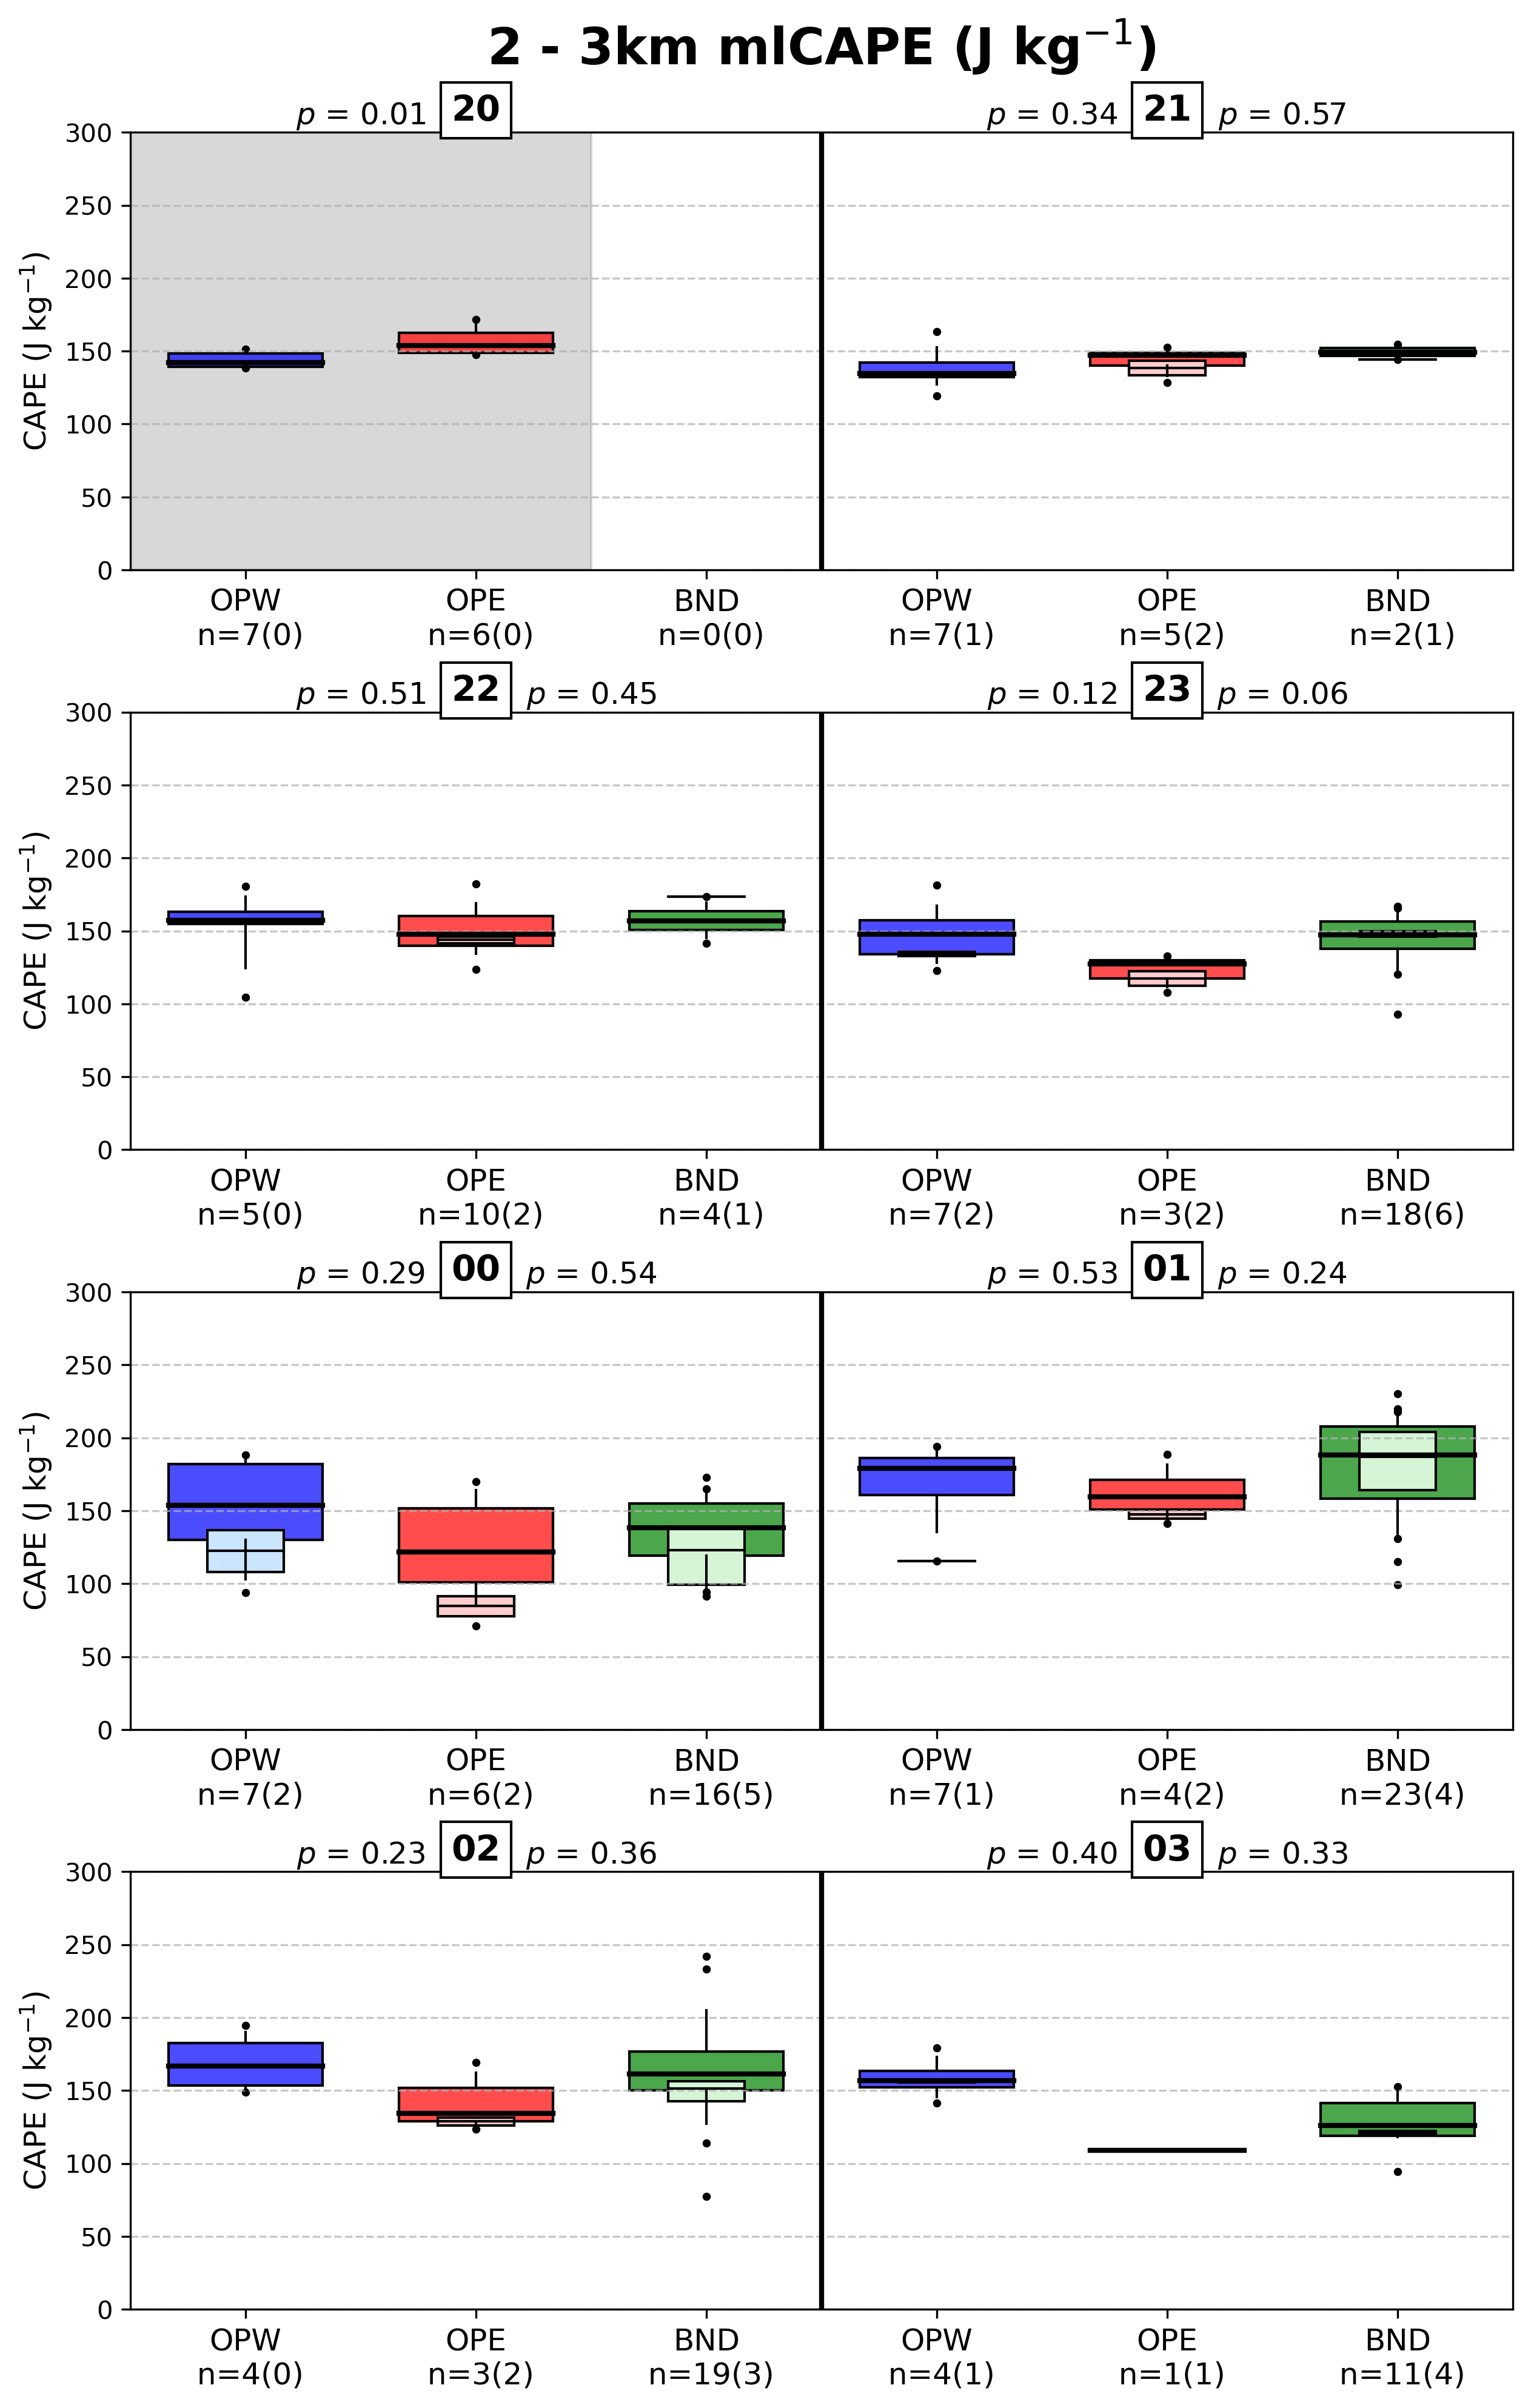 2 - 3km mlCAPE (J kg⁻¹)
p = 0.01 20
p = 0.34 21 p = 0.57
300
250
200
150
100
50
0
CAPE (J kg⁻¹)
OPW OPE BND OPW OPE BND
n=7(0) n=6(0) n=0(0) n=7(1) n=5(2) n=2(1)
p = 0.51 22 p = 0.45
p = 0.12 23 p = 0.06
300
250
200
150
100
50
0
CAPE (J kg⁻¹)
OPW OPE BND OPW OPE BND
n=5(0) n=10(2) n=4(1) n=7(2) n=3(2) n=18(6)
p = 0.29 00 p = 0.54
p = 0.53 01 p = 0.24
300
250
200
150
100
50
0
CAPE (J kg⁻¹)
OPW OPE BND OPW OPE BND
n=7(2) n=6(2) n=16(5) n=7(1) n=4(2) n=23(4)
p = 0.23 02 p = 0.36
p = 0.40 03 p = 0.33
300
250
200
150
100
50
0
CAPE (J kg⁻¹)
OPW OPE BND OPW OPE BND
n=4(0) n=3(2) n=19(3) n=4(1) n=1(1) n=11(4)